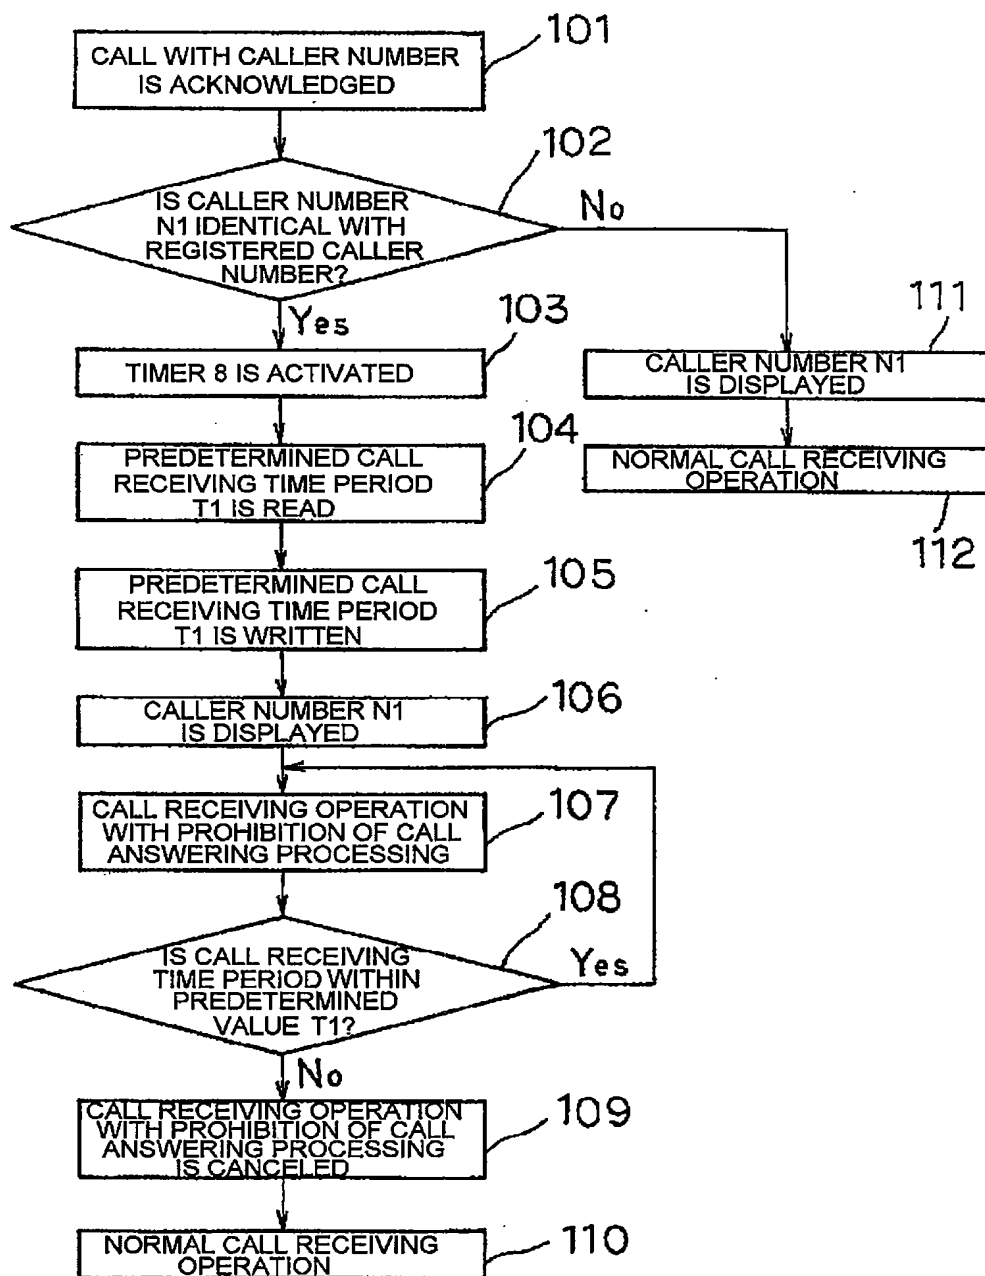 101
CALL WITH CALLER NUMBER
IS ACKNOWLEDGED
102
IS CALLER NUMBER
N1 IDENTICAL WITH
REGISTERED CALLER
NUMBER?
No
Yes
103
TIMER 8 IS ACTIVATED
111
CALLER NUMBER N1
IS DISPLAYED
104
PREDETERMINED CALL
RECEIVING TIME PERIOD
T1 IS READ
NORMAL CALL RECEIVING
OPERATION
112
105
PREDETERMINED CALL
RECEIVING TIME PERIOD
T1 IS WRITTEN
106
CALLER NUMBER N1
IS DISPLAYED
107
CALL RECEIVING OPERATION
WITH PROHIBITION OF CALL
ANSWERING PROCESSING
108
IS CALL RECEIVING
TIME PERIOD WITHIN
PREDETERMINED
VALUE T1?
Yes
No
109
CALL RECEIVING OPERATION
WITH PROHIBITION OF CALL
ANSWERING PROCESSING
IS CANCELED
110
NORMAL CALL RECEIVING
OPERATION